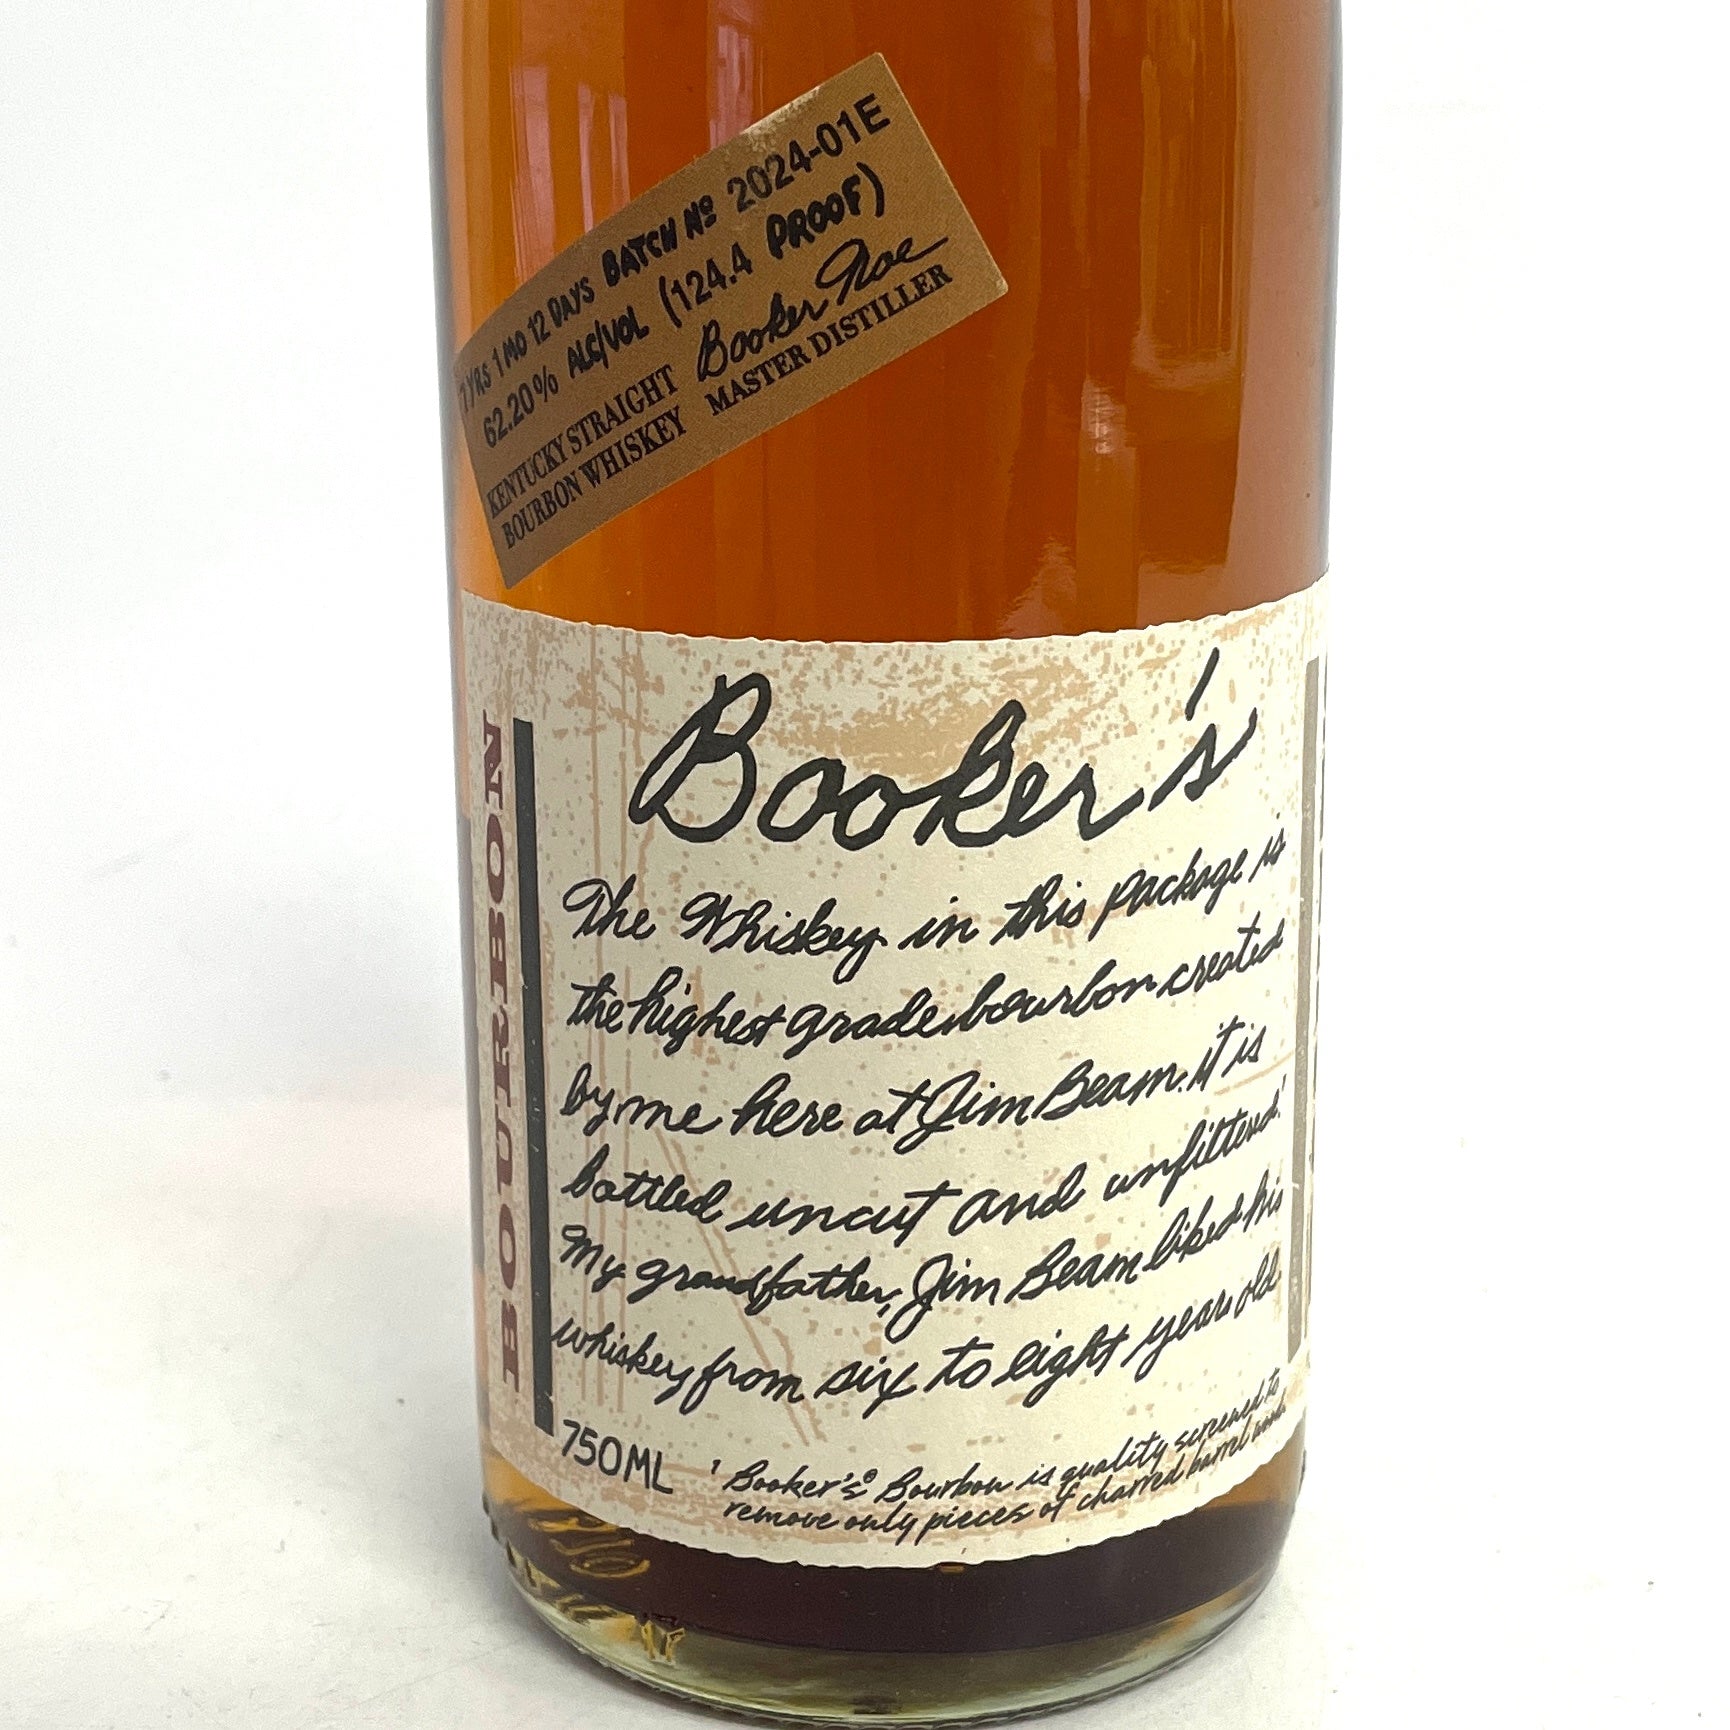 7 YRS 1 MO 12 DAYS BATCH Nº 2024-01E
62.20% ALC/VOL (124.4 PROOF)
KENTUCKY STRAIGHT
BOURBON WHISKEY
Booker Noe
MASTER DISTILLER
BOURBON
Booker's
The Whiskey in this package is
the highest grade bourbon created
by me here at Jim Beam. it is
bottled uncut and unfiltered.¹
My grandfather, Jim Beam liked his
whiskey from six to eight years old
750ML
¹ Booker's® Bourbon is quality screened to
remove only pieces of charred barrel wood.